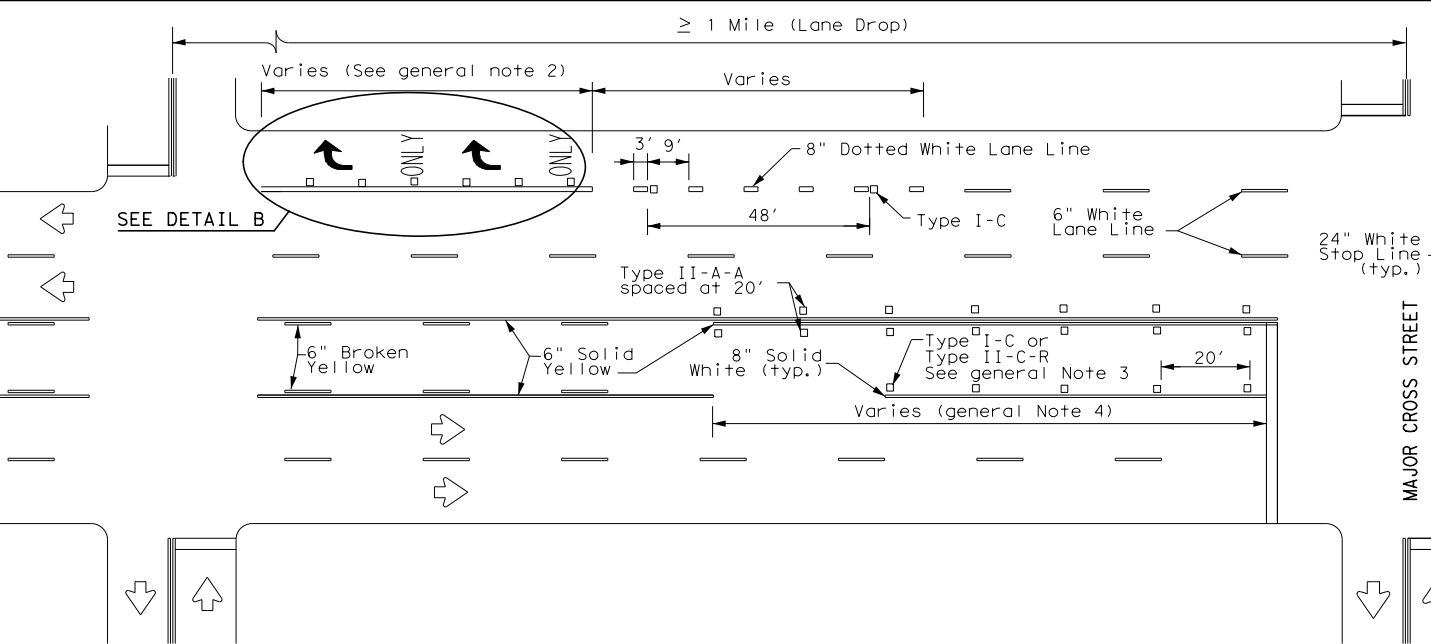 ≥ 1 Mile (Lane Drop)
Varies (See general note 2)
Varies
ONLY
ONLY
3'
9'
8" Dotted White Lane Line
SEE DETAIL B
48'
Type I-C
6" White
Lane Line
24" White
Stop Line
(typ.)
Type II-A-A
spaced at 20'
6" Broken
Yellow
6" Solid
Yellow
8" Solid
White (typ.)
Type I-C or
Type II-C-R
See general Note 3
20'
Varies (general Note 4)
MAJOR CROSS STREET